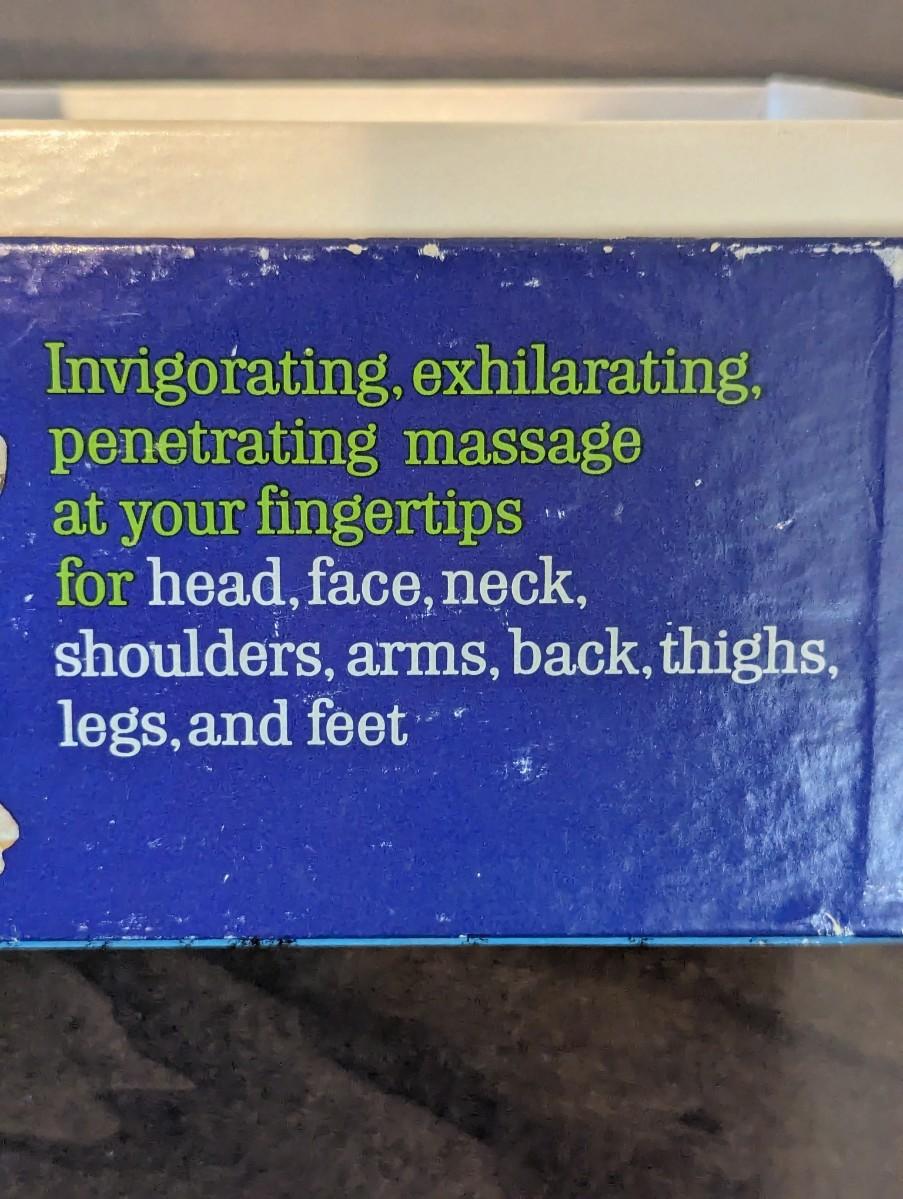 Invigorating, exhilarating,
penetrating massage
at your fingertips
for head, face, neck,
shoulders, arms, back, thighs,
legs, and feet